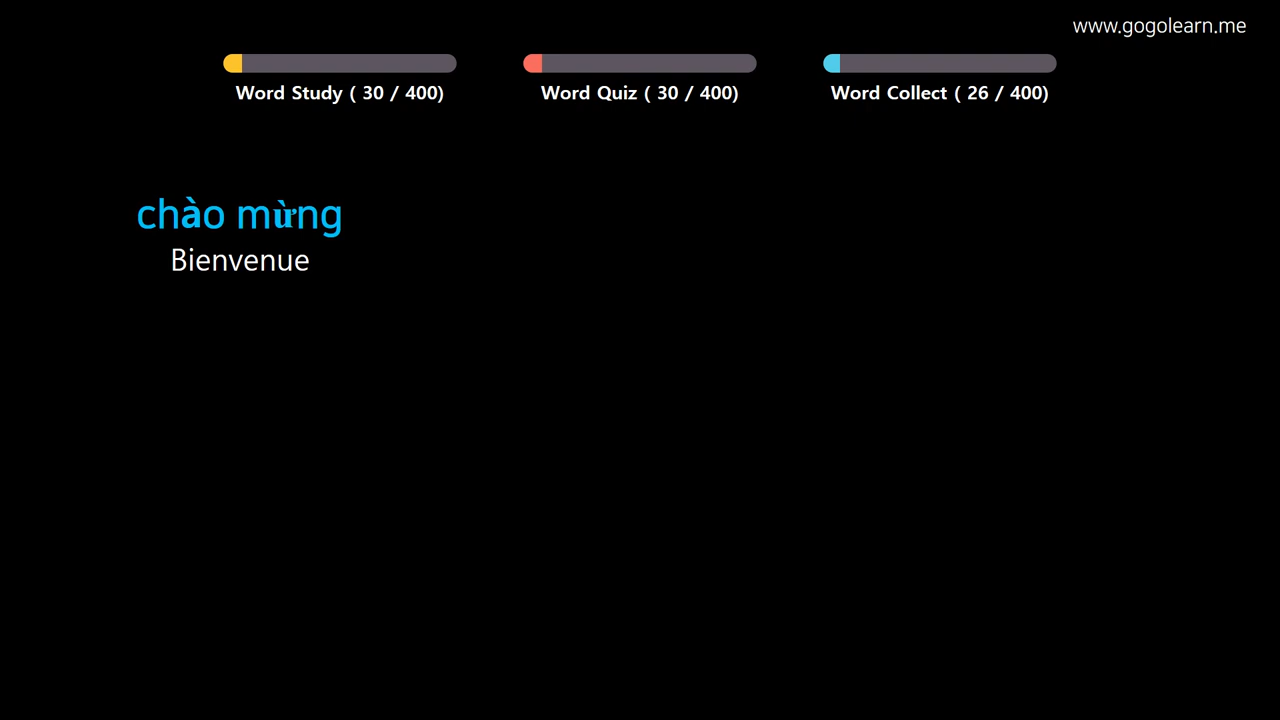 www.gogolearn.me
Word Study ( 30 / 400)
Word Quiz ( 30 / 400)
Word Collect ( 26 / 400)
chào mừng
Bienvenue